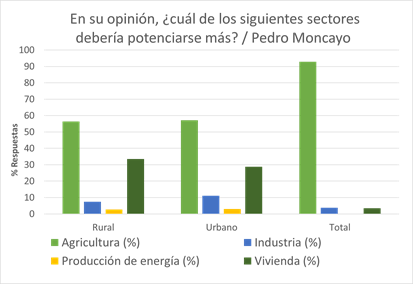 En su opinión, ¿cuál de los siguientes sectores
debería potenciarse más? / Pedro Moncayo
% Respuestas
100
90
80
70
60
50
40
30
20
10
0
Rural Urbano Total
Agricultura (%) Industria (%)
Producción de energía (%) Vivienda (%)